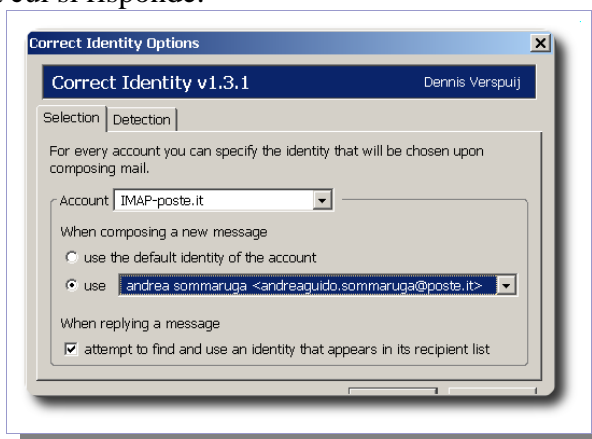 cui si risponde.
Correct Identity Options
Correct Identity v1.3.1 Dennis Verspuij
Selection Detection
For every account you can specify the identity that will be chosen upon
composing mail.
Account IMAP-poste.it
When composing a new message
use the default identity of the account
use andrea sommaruga <andreaguido.sommaruga@poste.it>
When replying a message
attempt to find and use an identity that appears in its recipient list